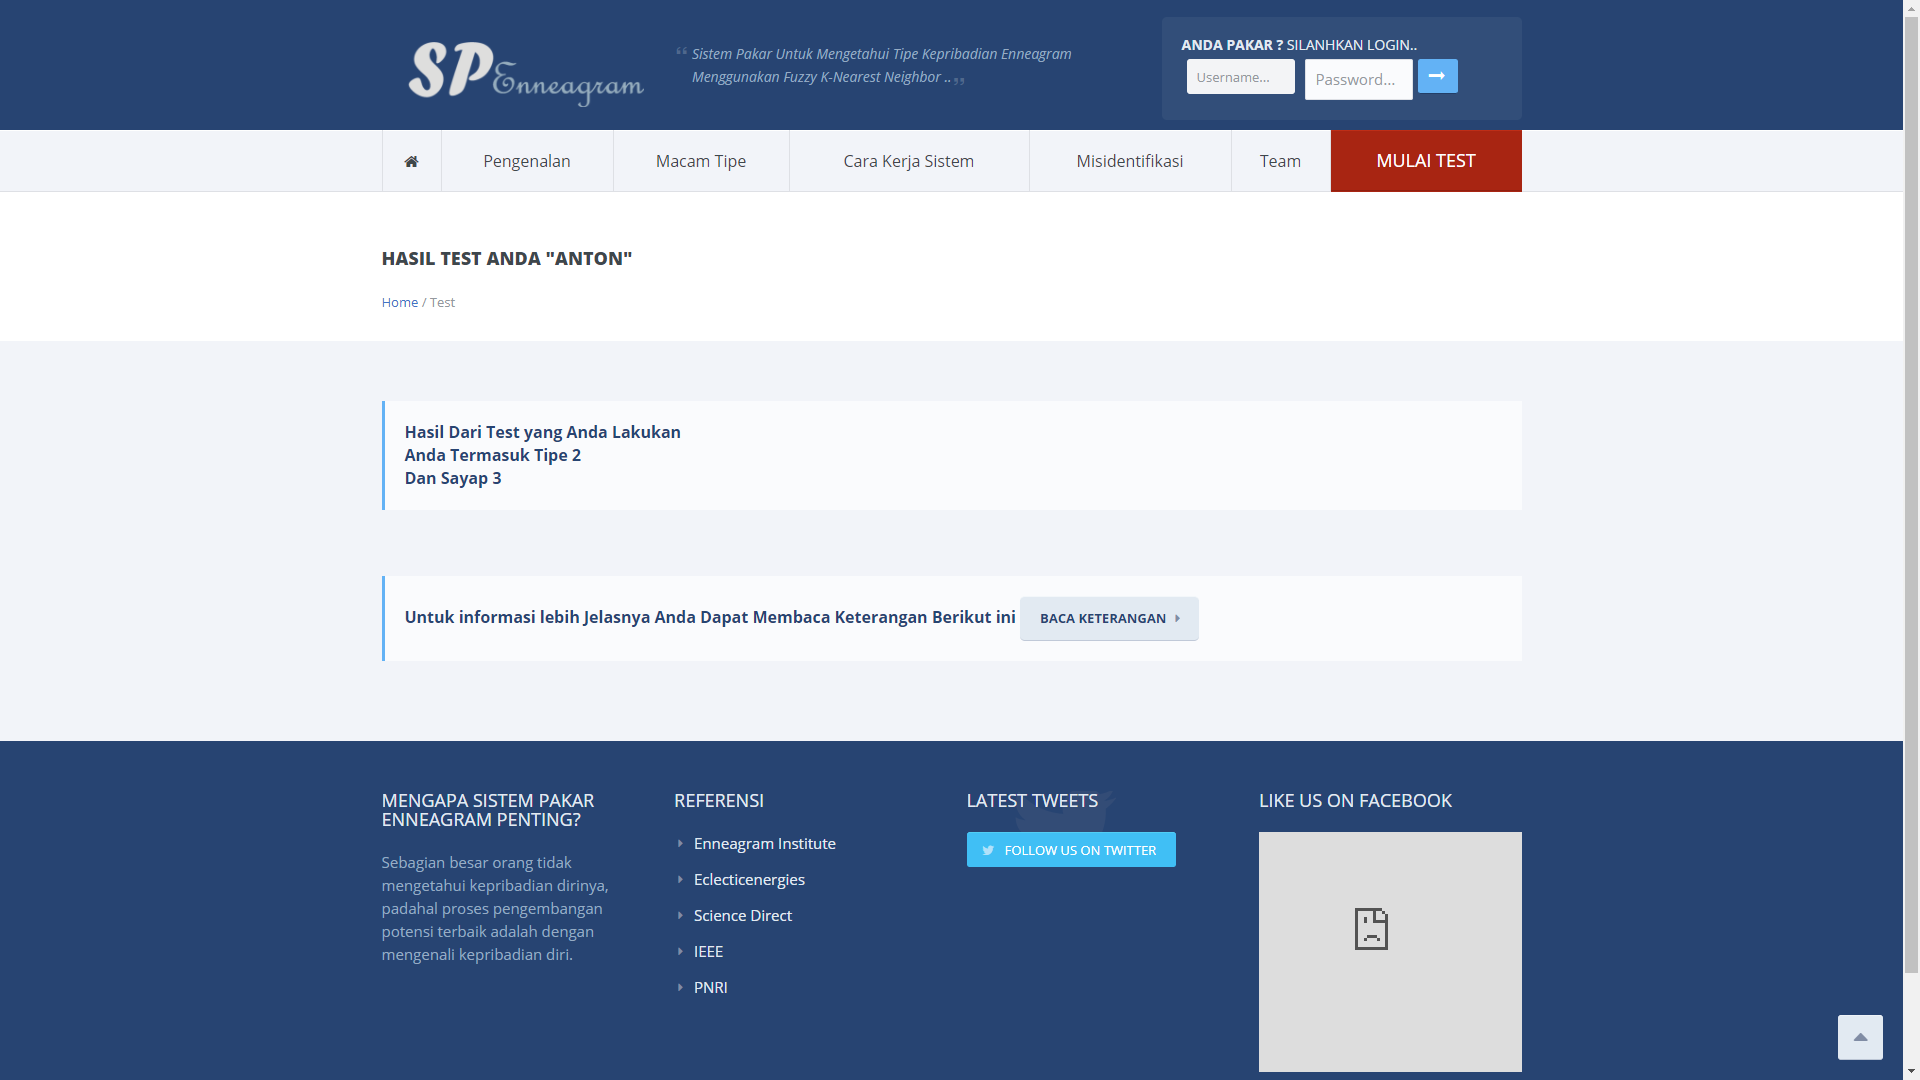 SP Enneagram
“ Sistem Pakar Untuk Mengetahui Tipe Kepribadian Enneagram
Menggunakan Fuzzy K-Nearest Neighbor .. ”
ANDA PAKAR ? SILANHKAN LOGIN..
Username...
Password...
Pengenalan
Macam Tipe
Cara Kerja Sistem
Misidentifikasi
Team
MULAI TEST
HASIL TEST ANDA "ANTON"
Home / Test
Hasil Dari Test yang Anda Lakukan
Anda Termasuk Tipe 2
Dan Sayap 3
Untuk informasi lebih Jelasnya Anda Dapat Membaca Keterangan Berikut ini
BACA KETERANGAN
MENGAPA SISTEM PAKAR
ENNEAGRAM PENTING?
Sebagian besar orang tidak
mengetahui kepribadian dirinya,
padahal proses pengembangan
potensi terbaik adalah dengan
mengenali kepribadian diri.
REFERENSI
Enneagram Institute
Eclecticenergies
Science Direct
IEEE
PNRI
LATEST TWEETS
FOLLOW US ON TWITTER
LIKE US ON FACEBOOK